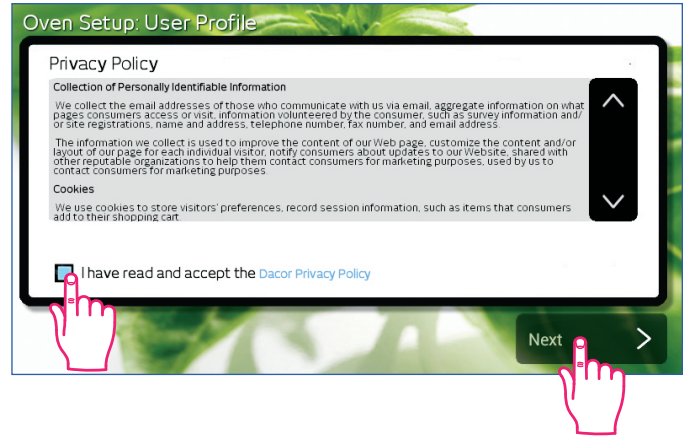 Oven Setup: User Profile
Privacy Policy
Collection of Personally Identifiable Information
We collect the email addresses of those who communicate with us via email, aggregate information on what
pages consumers access or visit, information volunteered by the consumer, such as survey information and/
or site registrations, name and address, telephone number, fax number, and email address.
The information we collect is used to improve the content of our Web page, customize the content and/or
layout of our page for each individual visitor, notify consumers about updates to our Website, shared with
other reputable organizations to help them contact consumers for marketing purposes, used by us to
contact consumers for marketing purposes.
Cookies
We use cookies to store visitors' preferences, record session information, such as items that consumers
add to their shopping cart.
I have read and accept the Dacor Privacy Policy
Next